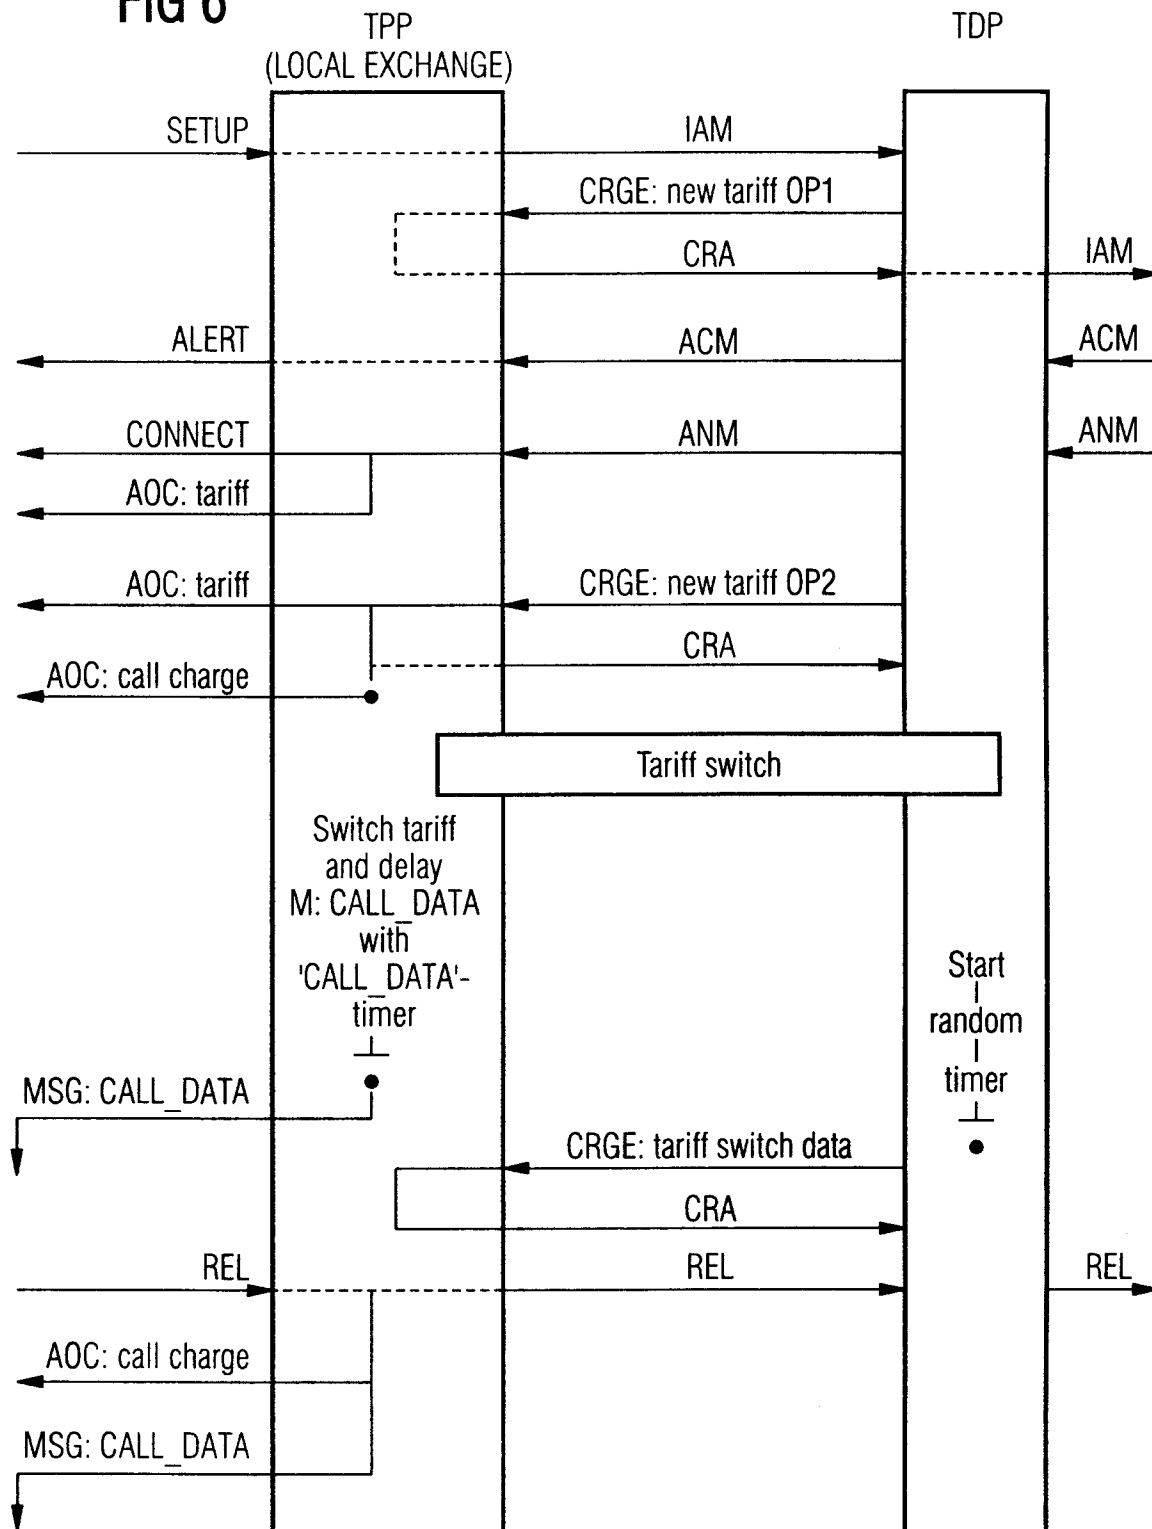 FIG 6
TPP
(LOCAL EXCHANGE)
TDP
SETUP
IAM
CRGE: new tariff OP1
CRA
IAM
ALERT
ACM
ACM
CONNECT
ANM
ANM
AOC: tariff
AOC: tariff
CRGE: new tariff OP2
CRA
AOC: call charge
Tariff switch
Switch tariff
and delay
M: CALL_DATA
with
'CALL_DATA'-
timer
Start
random
timer
MSG: CALL_DATA
CRGE: tariff switch data
CRA
REL
REL
REL
AOC: call charge
MSG: CALL_DATA